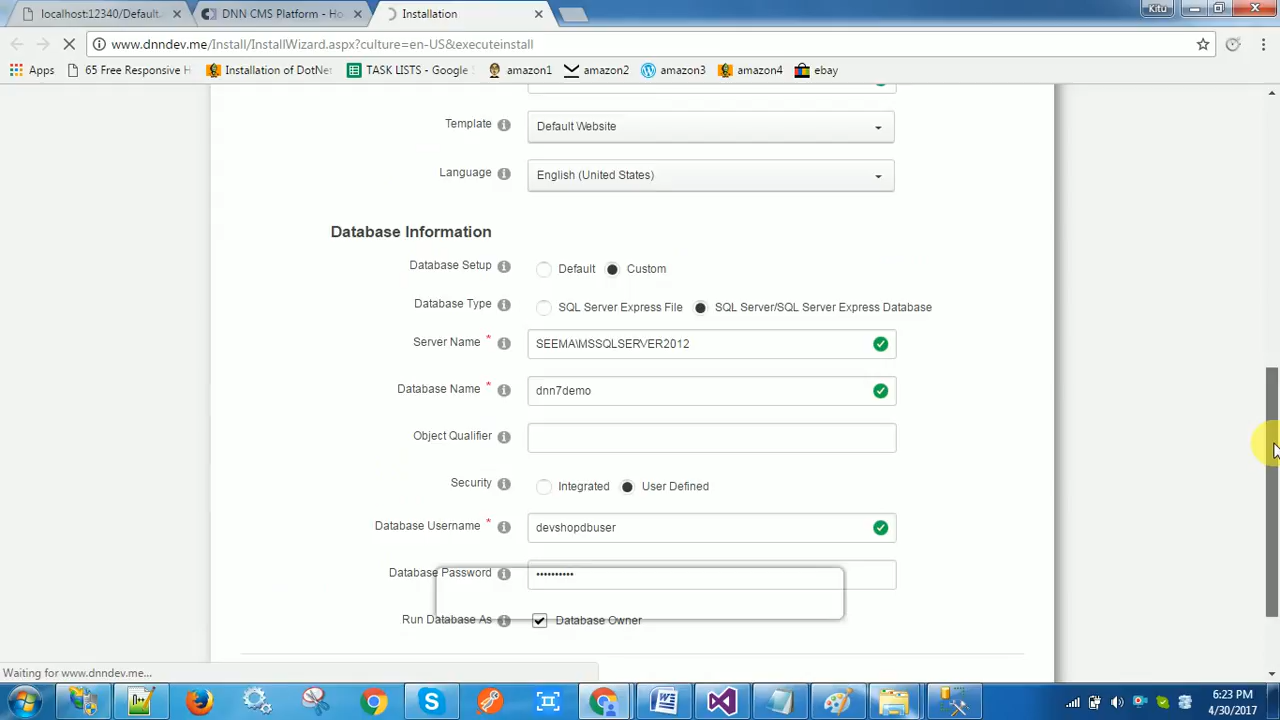 localhost:12340/Default.
DNN CMS Platform - Ho
Installation
Kitu
www.dnndev.me/Install/InstallWizard.aspx?culture=en-US&executeinstall
Apps
GS Free Responsive H
Installation of DotNe
TASK LISTS - Google
amazon1
amazon2
amazon3
amazon4
ebay
Template
Default Website
Language
English (United States)
Database Information
Database Setup
Default
Custom
Database Type
SQL Server Express File
SQL Server/SQL Server Express Database
Server Name *
SEEMA\MSSQLSERVER2012
Database Name *
dnn7demo
Object Qualifier
Security
Integrated
User Defined
Database Username *
devshopdbuser
Database Password
••••••••••
Run Database As
Database Owner
Waiting for www.dnndev.me...
6:23 PM
4/30/2017